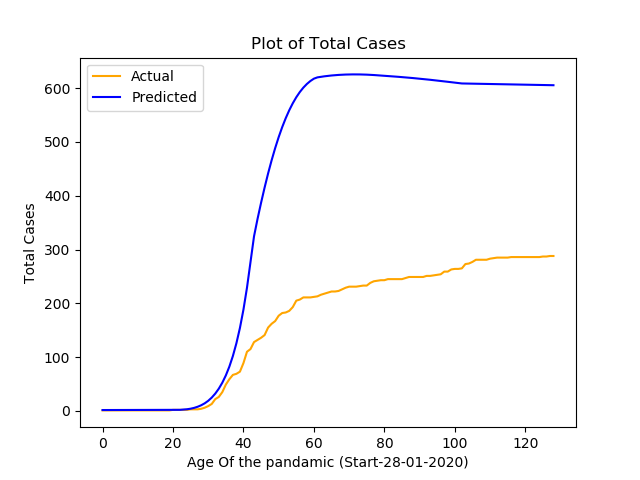 Plot of Total Cases
Actual
Predicted
600
500
400
300
200
100
0
Total Cases
0 20 40 60 80 100 120
Age Of the pandamic (Start-28-01-2020)